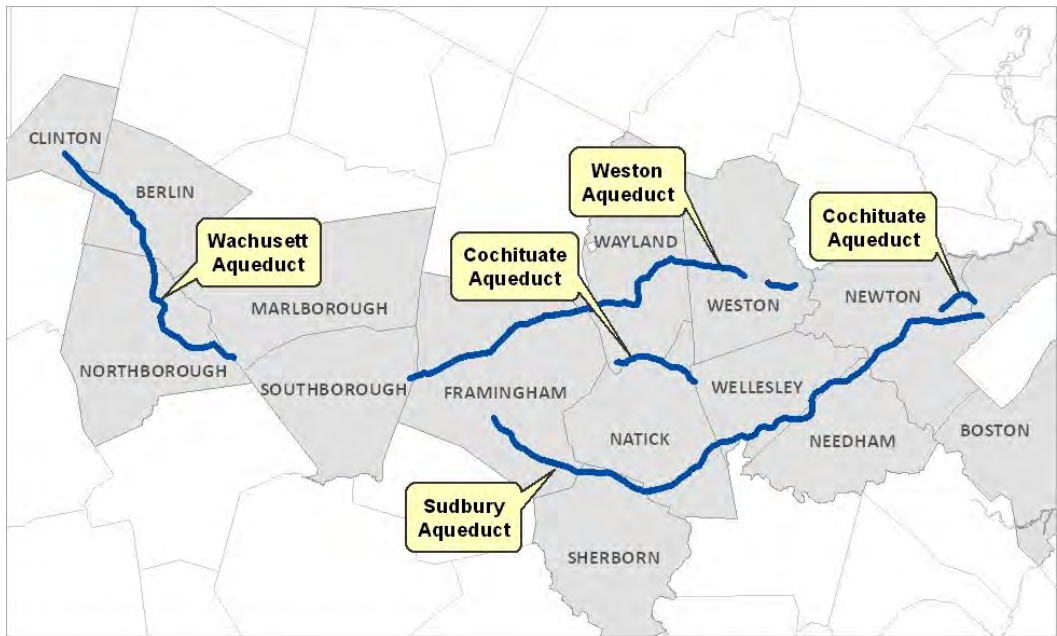 CLINTON
BERLIN
Weston
Aqueduct
Cochituate
Aqueduct
Wachusett
Aqueduct
WAYLAND
Cochituate
Aqueduct
MARLBOROUGH
WESTON
NEWTON
NORTHBOROUGH
SOUTHBOROUGH
FRAMINGHAM
WELLESLEY
NATICK
NEEDHAM
BOSTON
Sudbury
Aqueduct
SHERBORN